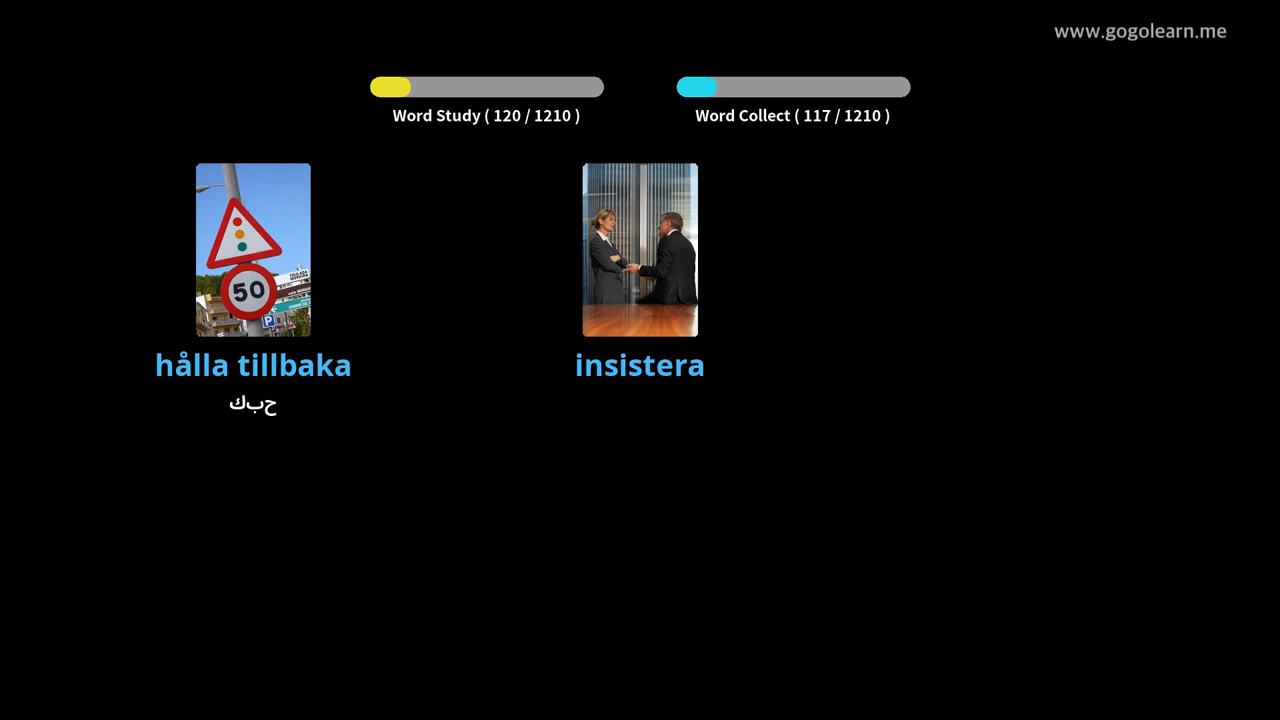 www.gogolearn.me
Word Study ( 120 / 1210 )
Word Collect ( 117 / 1210 )
50
P
hålla tillbaka
insistera
حبك